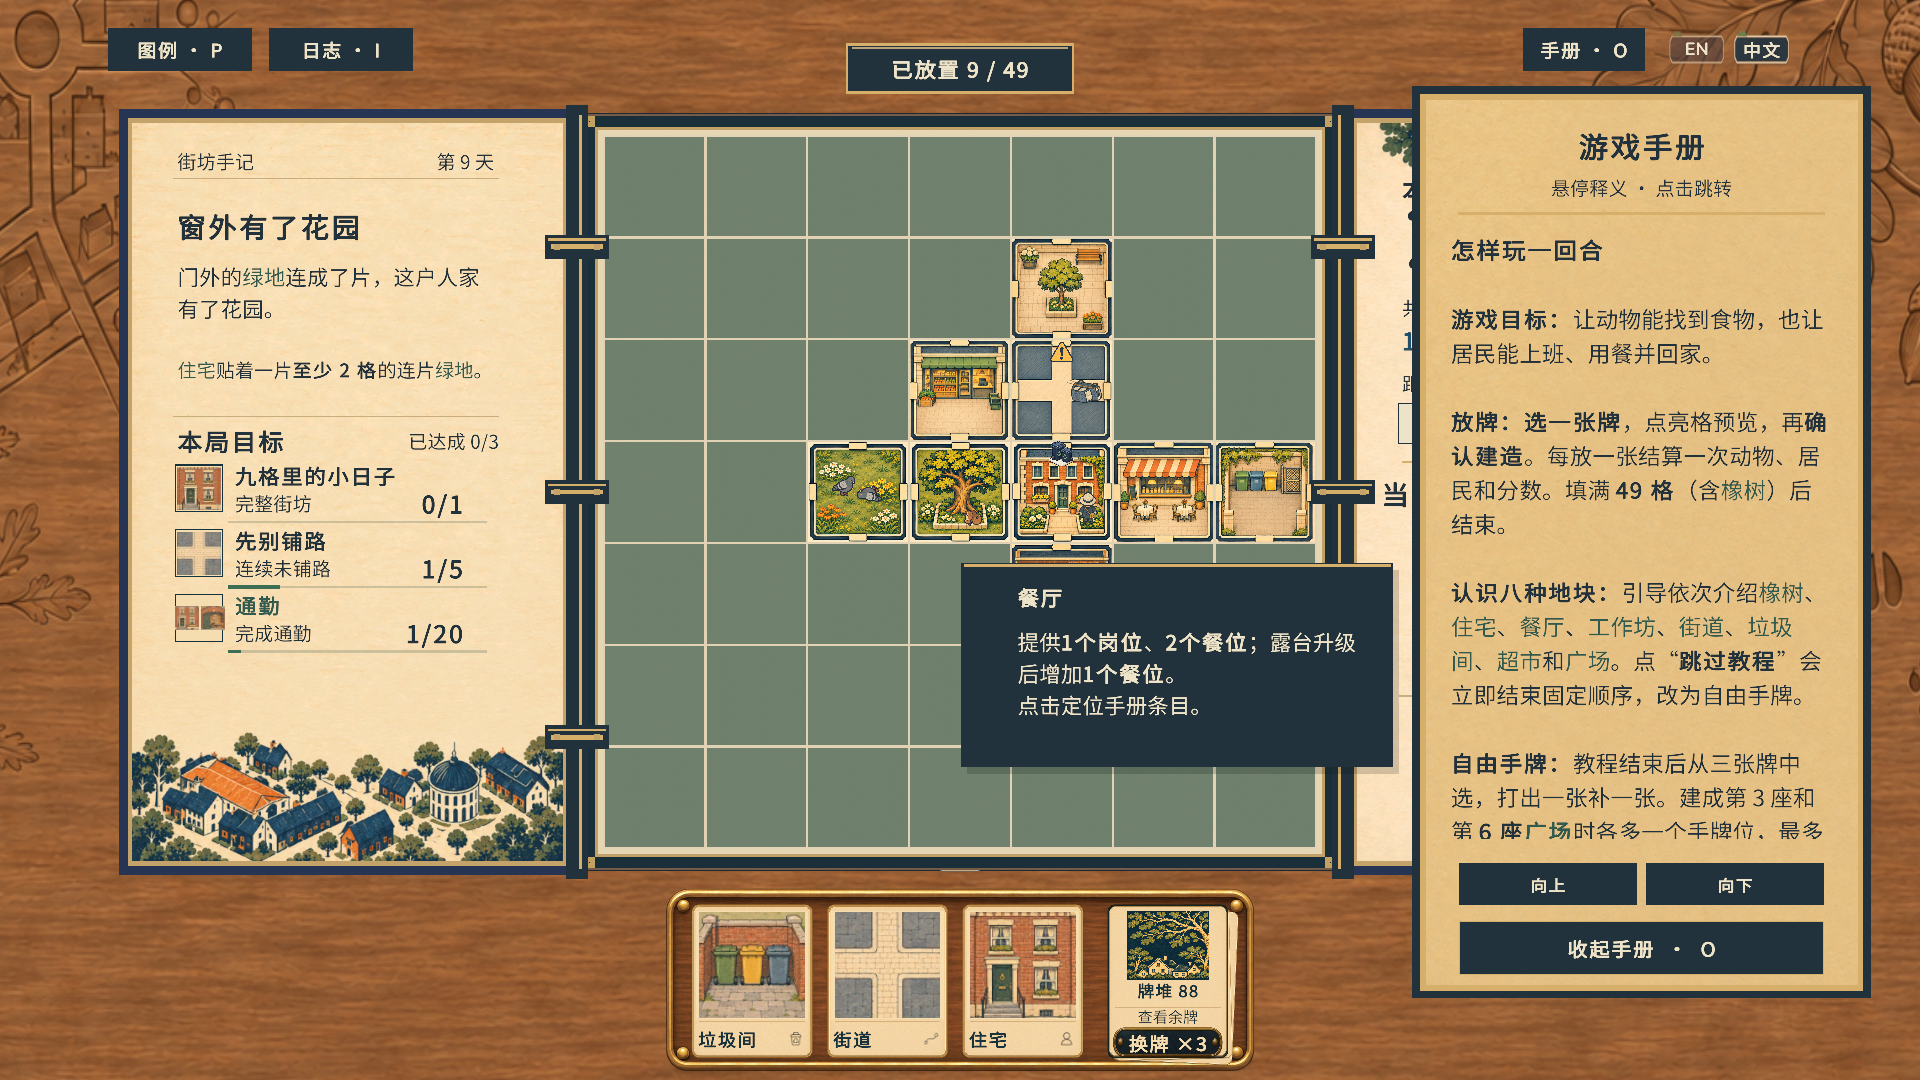 图例 · P
日志 · I
已放置 9 / 49
手册 · O
EN
中文
街坊手记
第 9 天
窗外有了花园
门外的绿地连成了片，这户人家
有了花园。
住宅贴着一片至少 2 格的连片绿地。
本局目标
已达成 0/3
九格里的小日子
完整街坊
0/1
先别铺路
连续未铺路
1/5
通勤
完成通勤
1/20
当
餐厅
提供1个岗位、2个餐位；露台升级
后增加1个餐位。
点击定位手册条目。
游戏手册
悬停释义 · 点击跳转
怎样玩一回合
游戏目标：让动物能找到食物，也让
居民能上班、用餐并回家。
放牌：选一张牌，点亮格预览，再确
认建造。每放一张结算一次动物、居
民和分数。填满 49 格（含橡树）后
结束。
认识八种地块：引导依次介绍橡树、
住宅、餐厅、工作坊、街道、垃圾
间、超市和广场。点“跳过教程”会
立即结束固定顺序，改为自由手牌。
自由手牌：教程结束后从三张牌中
选，打出一张补一张。建成第 3 座和
第 6 座广场时各多一个手牌位，最多
向上
向下
收起手册 · O
垃圾间
街道
住宅
牌堆 88
查看余牌
换牌 ×3